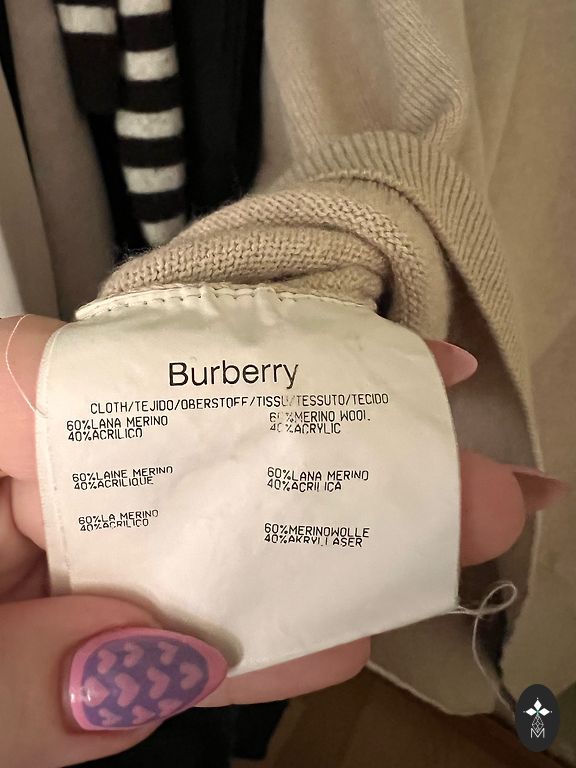 Burberry
CLOTH/TEJIDO/OBERSTOFF/TISSU/TESSUTO/TECIDO
60%LANA MERINO
40%ACRILICO
60%MERINO WOOL
40%ACRYLIC
60%LAINE MERINO
40%ACRILIQUE
60%LANA MERINO
40%ACRILICA
60%LA MERINO
40%ACRILICO
60%MERINOWOLLE
40%AKRYLLASER
M